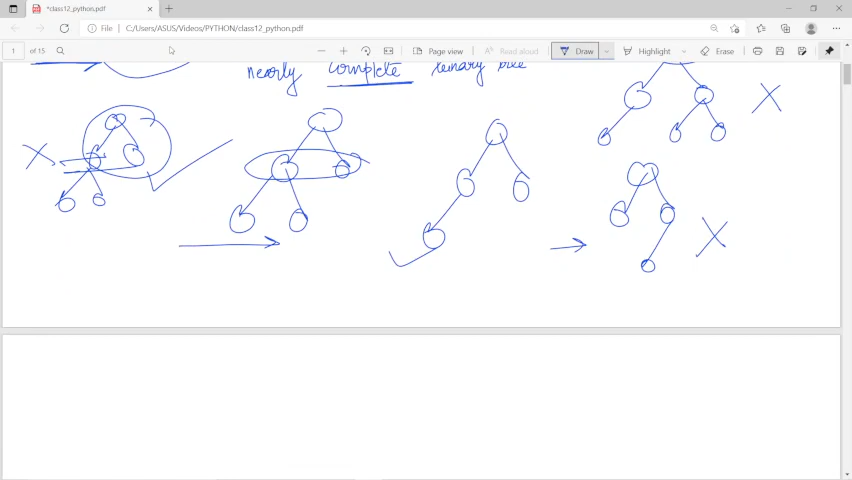 *class12_python.pdf
File C:/Users/ASUS/Videos/PYTHON/class12_python.pdf
1 of 15 Page view Read aloud Draw Highlight Erase
nearly complete binary tree